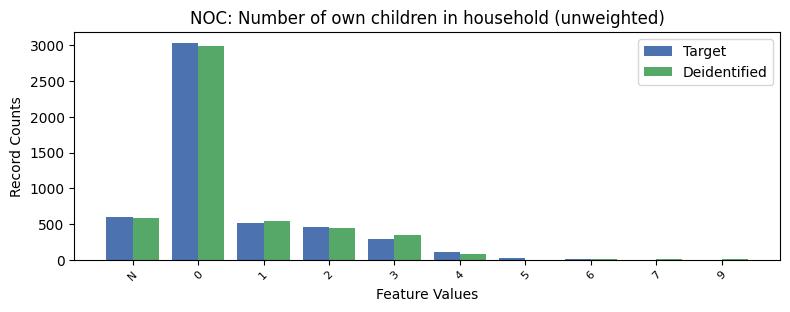 NOC: Number of own children in household (unweighted)
Target
Deidentified
Record Counts
3000
2500
2000
1500
1000
500
0
N 0 1 2 3 4 5 6 7 9
Feature Values